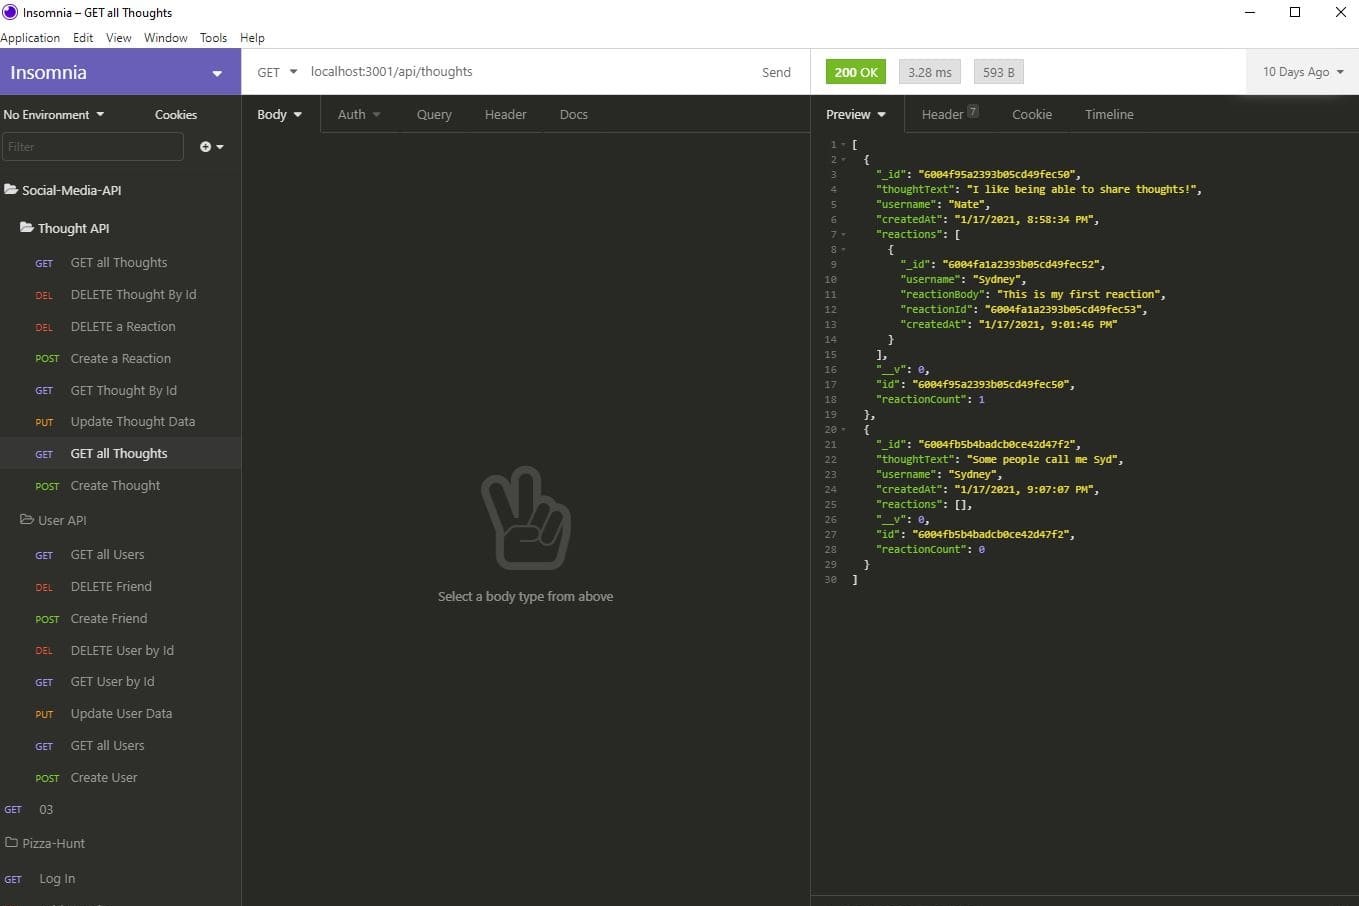 Insomnia – GET all Thoughts
Application Edit View Window Tools Help
Insomnia
GET localhost:3001/api/thoughts Send
200 OK 3.28 ms 593 B 10 Days Ago
No Environment Cookies
Body Auth Query Header Docs
Preview Header 7 Cookie Timeline
Filter
Social-Media-API
Thought API
GET GET all Thoughts
DEL DELETE Thought By Id
DEL DELETE a Reaction
POST Create a Reaction
GET GET Thought By Id
PUT Update Thought Data
GET GET all Thoughts
POST Create Thought
User API
GET GET all Users
DEL DELETE Friend
POST Create Friend
DEL DELETE User by Id
GET GET User by Id
PUT Update User Data
GET GET all Users
POST Create User
GET 03
Pizza-Hunt
GET Log In
Select a body type from above
1 [
2 {
3 "_id": "6004f95a2393b05cd49fec50",
4 "thoughtText": "I like being able to share thoughts!",
5 "username": "Nate",
6 "createdAt": "1/17/2021, 8:58:34 PM",
7 "reactions": [
8 {
9 "_id": "6004fa1a2393b05cd49fec52",
10 "username": "Sydney",
11 "reactionBody": "This is my first reaction",
12 "reactionId": "6004fa1a2393b05cd49fec53",
13 "createdAt": "1/17/2021, 9:01:46 PM"
14 }
15 ],
16 "__v": 0,
17 "id": "6004f95a2393b05cd49fec50",
18 "reactionCount": 1
19 },
20 {
21 "_id": "6004fb5b4badcb0ce42d47f2",
22 "thoughtText": "Some people call me Syd",
23 "username": "Sydney",
24 "createdAt": "1/17/2021, 9:07:07 PM",
25 "reactions": [],
26 "__v": 0,
27 "id": "6004fb5b4badcb0ce42d47f2",
28 "reactionCount": 0
29 }
30 ]